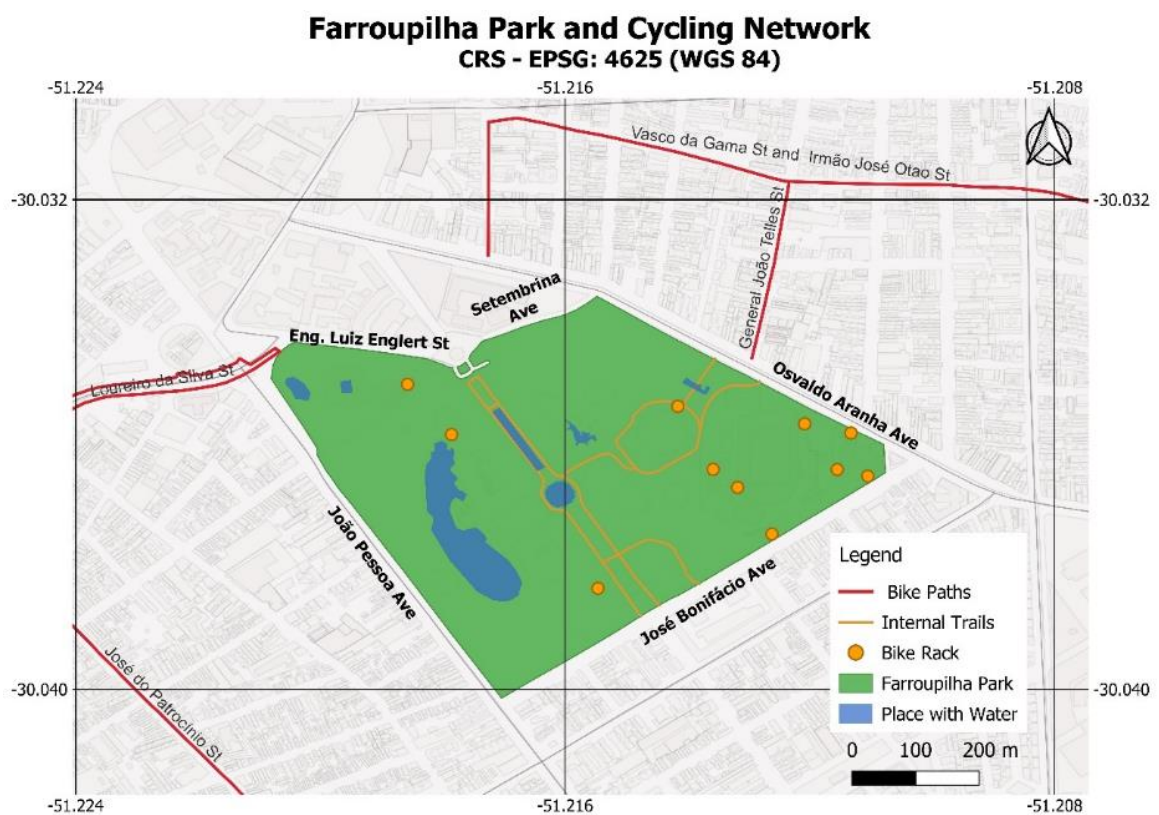 Farroupilha Park and Cycling Network
CRS - EPSG: 4625 (WGS 84)
-51.224
-51.216
-51.208
Vasco da Gama St and Irmão José Otao St
-30.032
-30.032
General João Telles St
Setembrina
Ave
Eng. Luiz Englert St
Loureiro da Silva St
Osvaldo Aranha Ave
João Pessoa Ave
José Bonifácio Ave
José do Patrocínio St
Legend
Bike Paths
Internal Trails
Bike Rack
Farroupilha Park
Place with Water
0 100 200 m
-30.040
-30.040
-51.224
-51.216
-51.208